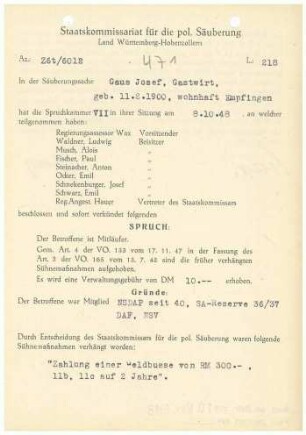 Staatskommissariat für die pol. Säuberung
Land Württemberg-Hohenzollern
Az.: Z6t/6012 471 L 218
In der Säuberungssache Gaus Josef, Gastwirt,
geb. 11.2.1900, wohnhaft Empfingen
hat die Spruchkammer VII in ihrer Sitzung am 8.10.48, an welcher
teilgenommen haben:
Regierungsassessor Wax Vorsitzender
Waldner, Ludwig Beisitzer
Musch, Alois "
Fischer, Paul "
Steinacher, Anton "
Ocker, Emil "
Schnekenburger, Josef "
Schwarz, Emil "
Reg.Angest. Hauer Vertreter des Staatskommissars
beschlossen und sofort verkündet folgenden
SPRUCH:
Der Betroffene ist Mitläufer.
Gem. Art. 4 der VO. 133 vom 17. 11. 47 in der Fassung des
Art. 3 der VO. 165 vom 13. 7. 48 sind die früher verhängten
Sühnemaßnahmen aufgehoben.
Es wird eine Verwaltungsgebühr von DM 10.-- erhoben.
Gründe:
Der Betroffene war Mitglied NSDAP seit 40, SA-Reserve 36/37
DAF, NSV
Durch Entscheidung des Staatskommissars für die pol. Säuberung waren folgende
Sühnemaßnahmen verhängt worden:
"Zahlung einer Geldbusse von RM 300.-- ,
11b, 11c auf 2 Jahre".